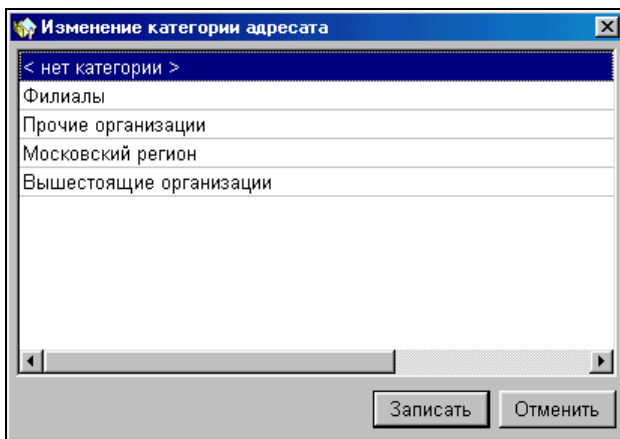 Изменение категории адресата
< нет категории >
Филиалы
Прочие организации
Московский регион
Вышестоящие организации
Записать Отменить